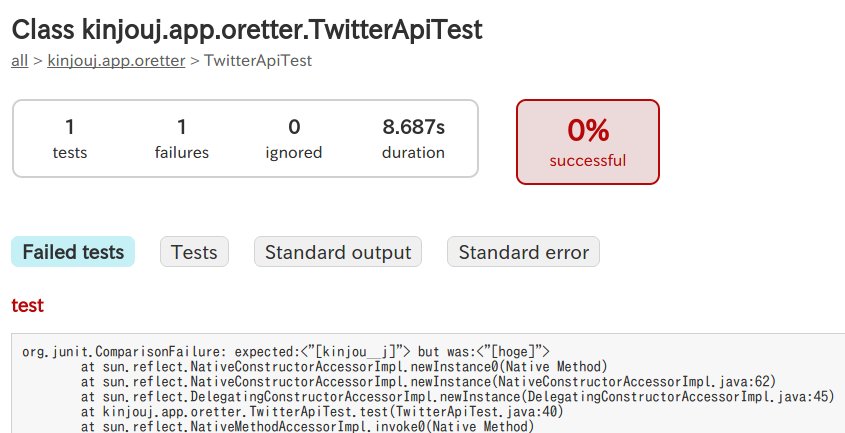 Class kinjouj.app.oretter.TwitterApiTest
all > kinjouj.app.oretter > TwitterApiTest
1 1 0 8.687s
tests failures ignored duration
0%
successful
Failed tests Tests Standard output Standard error
test
org.junit.ComparisonFailure: expected:<"[kinjou__j]"> but was:<"[hoge]">
at sun.reflect.NativeConstructorAccessorImpl.newInstance0(Native Method)
at sun.reflect.NativeConstructorAccessorImpl.newInstance(NativeConstructorAccessorImpl.java:62)
at sun.reflect.DelegatingConstructorAccessorImpl.newInstance(DelegatingConstructorAccessorImpl.java:45)
at kinjouj.app.oretter.TwitterApiTest.test(TwitterApiTest.java:40)
at sun.reflect.NativeMethodAccessorImpl.invoke0(Native Method)